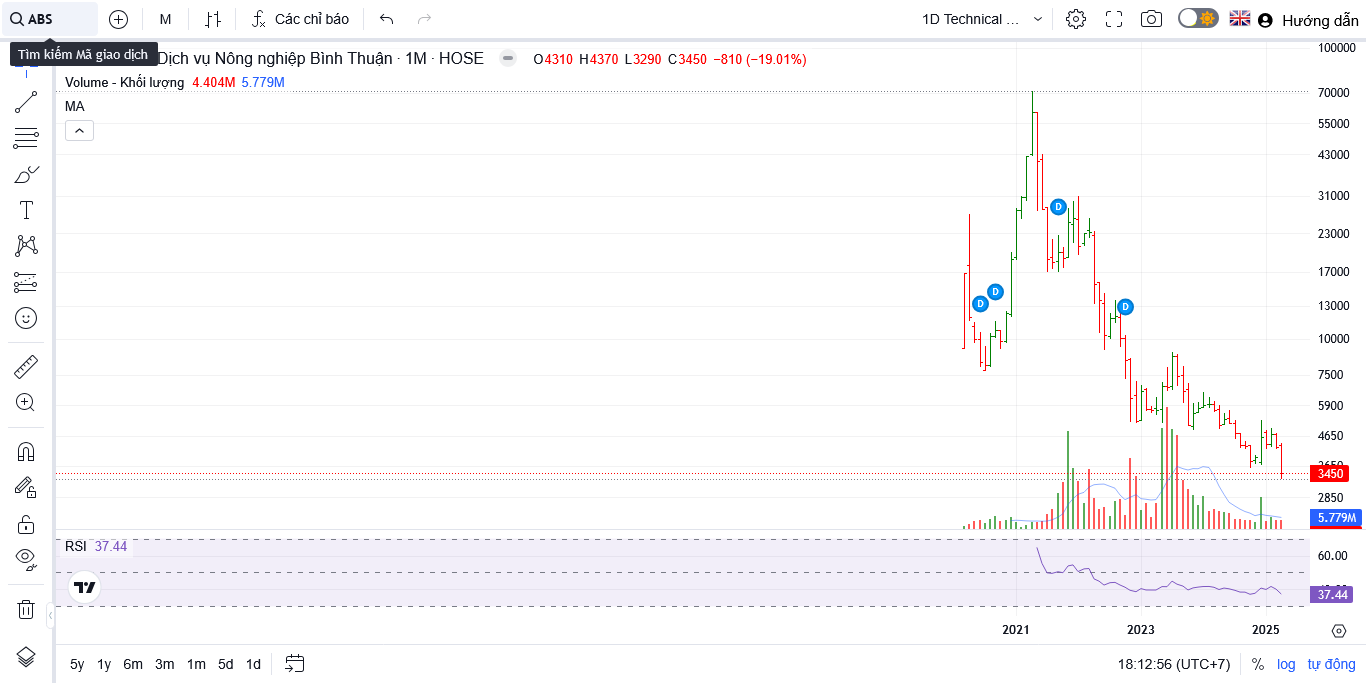 ABS
M
Các chỉ báo
1D Technical ...
Hướng dẫn
Tìm kiếm Mã giao dịch
Dịch vụ Nông nghiệp Bình Thuận · 1M · HOSE
O4310 H4370 L3290 C3450 −810 (−19.01%)
Volume - Khối lượng 4.404M 5.779M
MA
100000
70000
55000
43000
31000
23000
17000
13000
10000
7500
5900
4650
3450
2850
5.779M
D
D
D
D
RSI 37.44
60.00
37.44
2021
2023
2025
5y 1y 6m 3m 1m 5d 1d
18:12:56 (UTC+7)
%
log
tự động